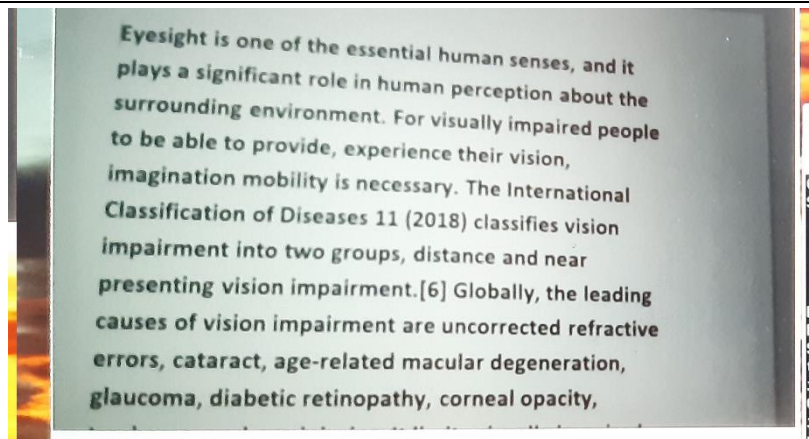 Eyesight is one of the essential human senses, and it
plays a significant role in human perception about the
surrounding environment. For visually impaired people
to be able to provide, experience their vision,
imagination mobility is necessary. The International
Classification of Diseases 11 (2018) classifies vision
impairment into two groups, distance and near
presenting vision impairment.[6] Globally, the leading
causes of vision impairment are uncorrected refractive
errors, cataract, age-related macular degeneration,
glaucoma, diabetic retinopathy, corneal opacity,